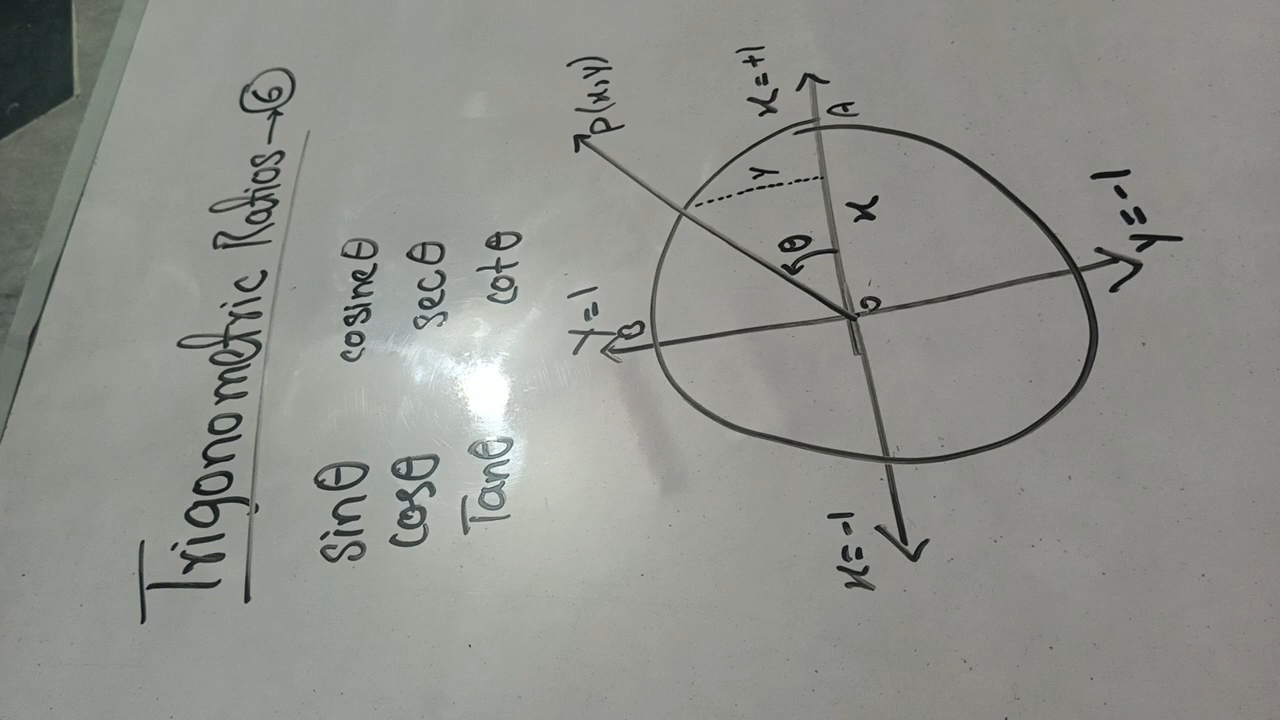 Trigonometric Ratios→6
sinθ cosineθ
cosθ secθ
Tanθ cotθ
Y=1
B
P(x,y)
x=+1
A
Y
θ
x
O
x=-1
Y=-1